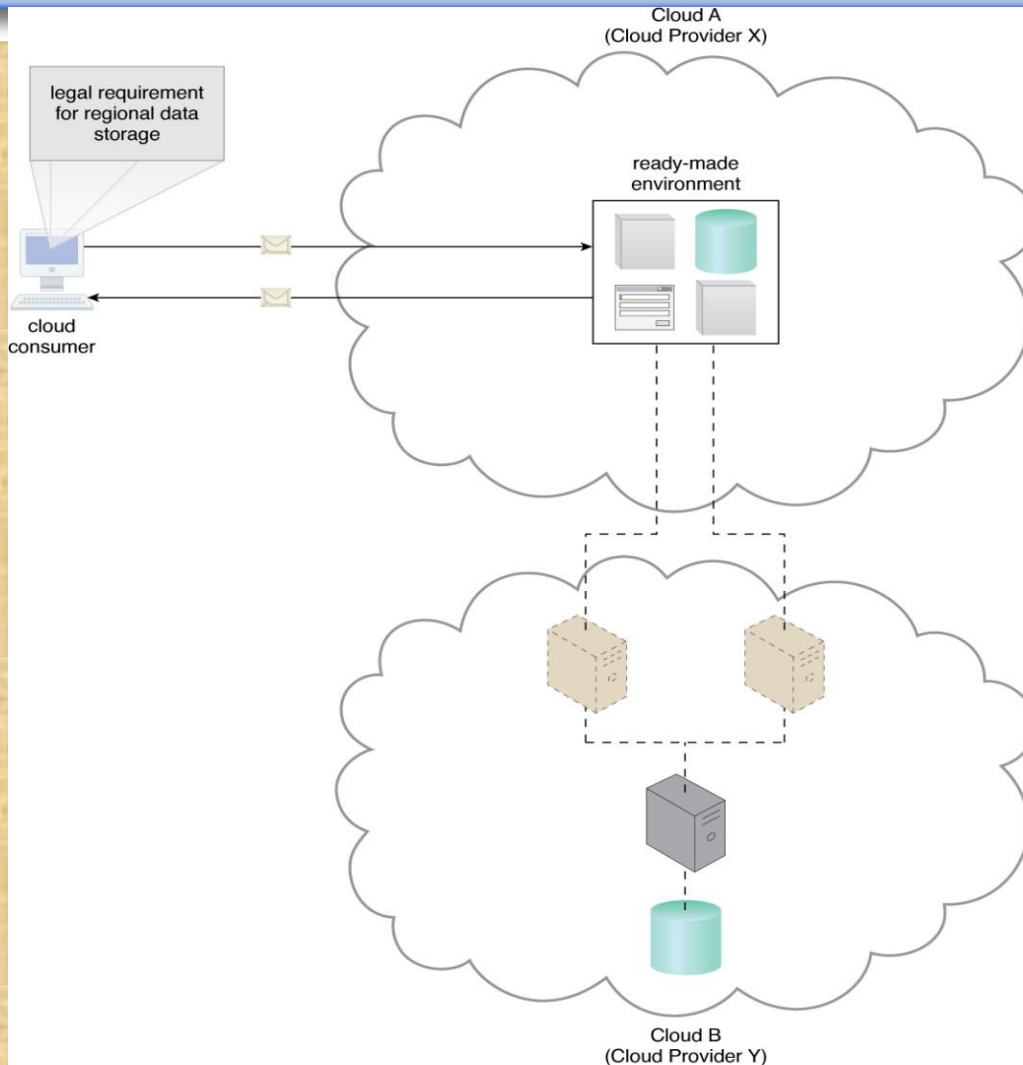 Cloud A
(Cloud Provider X)
legal requirement
for regional data
storage
ready-made
environment
cloud
consumer
Cloud B
(Cloud Provider Y)